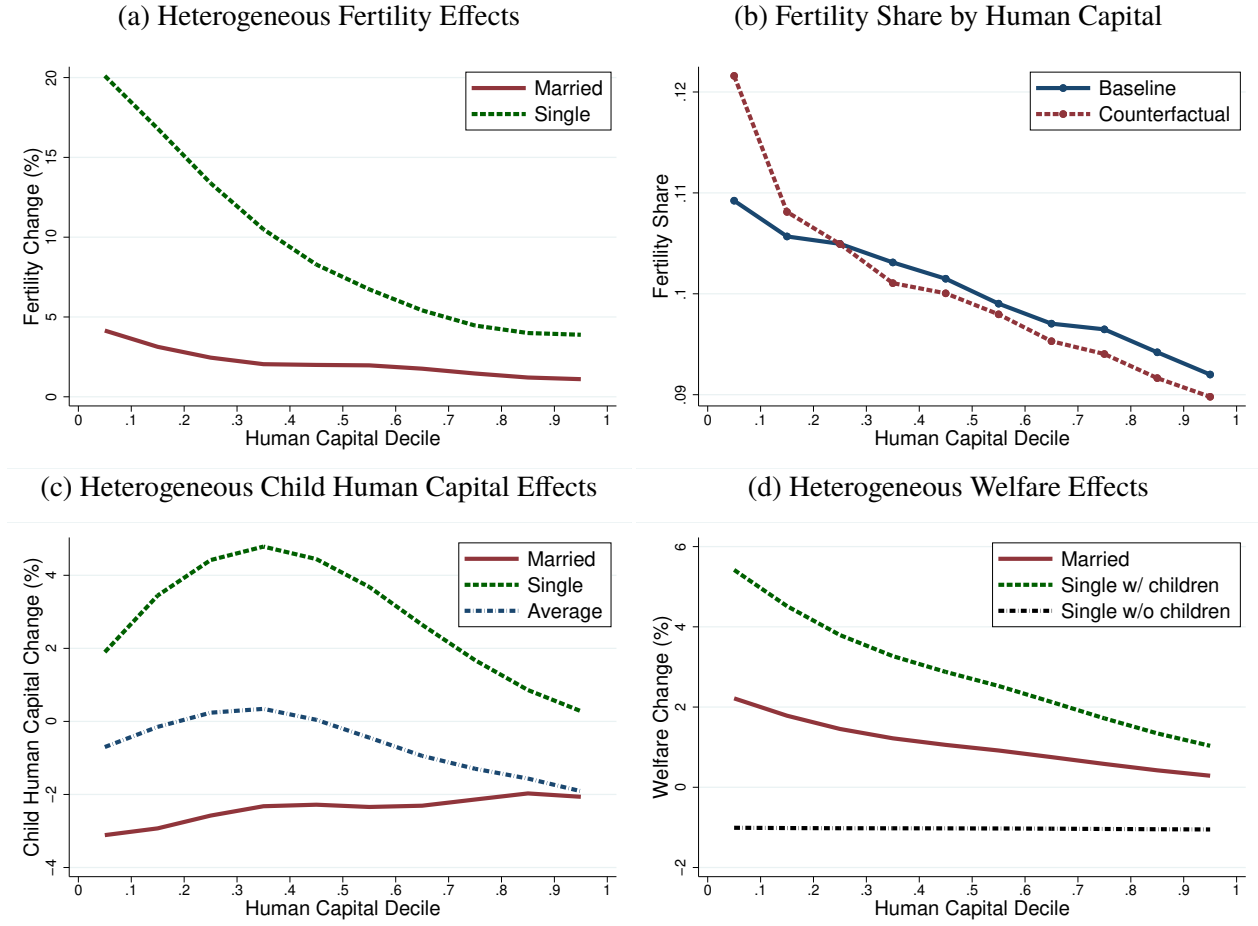 (a) Heterogeneous Fertility Effects
Fertility Change (%)
20
15
10
5
0
Married
Single
0 .1 .2 .3 .4 .5 .6 .7 .8 .9 1
Human Capital Decile
(b) Fertility Share by Human Capital
Fertility Share
.12
.11
.1
.09
Baseline
Counterfactual
0 .1 .2 .3 .4 .5 .6 .7 .8 .9 1
Human Capital Decile
(c) Heterogeneous Child Human Capital Effects
Child Human Capital Change (%)
4
2
0
−2
−4
Married
Single
Average
0 .1 .2 .3 .4 .5 .6 .7 .8 .9 1
Human Capital Decile
(d) Heterogeneous Welfare Effects
Welfare Change (%)
6
4
2
0
−2
Married
Single w/ children
Single w/o children
0 .1 .2 .3 .4 .5 .6 .7 .8 .9 1
Human Capital Decile